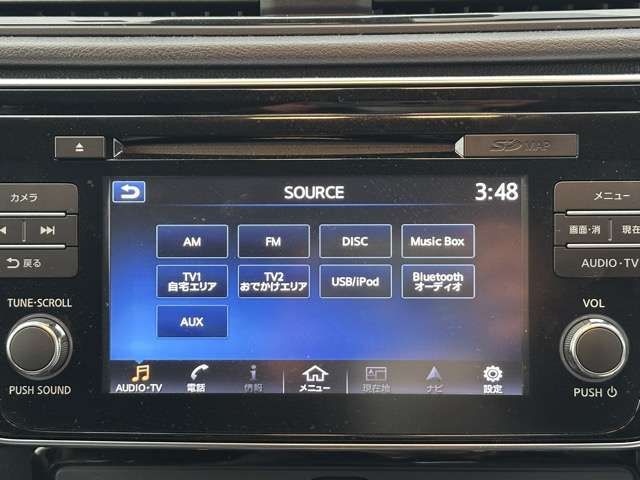 SD MAP
カメラ
戻る
TUNE·SCROLL
PUSH SOUND
SOURCE
3:48
AM
FM
DISC
Music Box
TV1
自宅エリア
TV2
おでかけエリア
USB/iPod
Bluetooth
オーディオ
AUX
AUDIO·TV
電話
情報
メニュー
現在地
ナビ
設定
メニュー
画面·消
現在
AUDIO·TV
VOL
PUSH